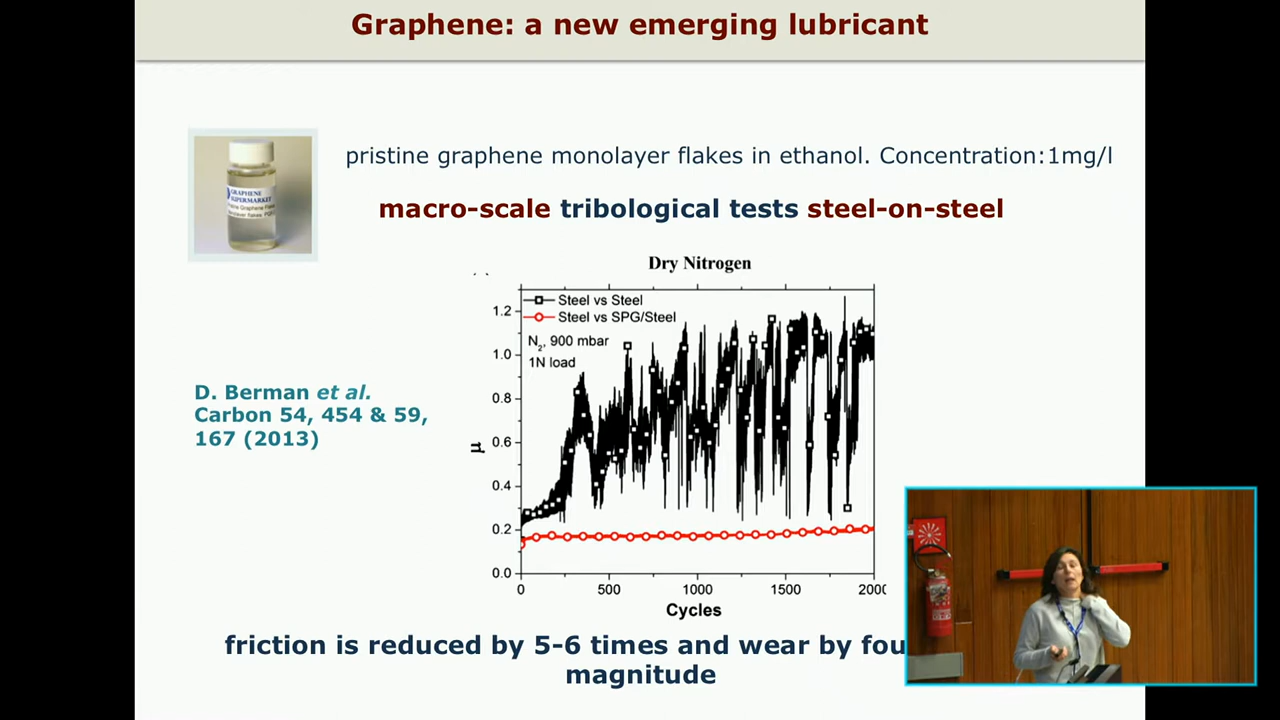 Graphene: a new emerging lubricant
GRAPHENE
SUPERMARKET
pristine graphene monolayer flakes in ethanol. Concentration:1mg/l
macro-scale tribological tests steel-on-steel
Dry Nitrogen
Steel vs Steel
Steel vs SPG/Steel
N2, 900 mbar
1N load
1.2
1.0
0.8
0.6
0.4
0.2
0.0
μ
0 500 1000 1500 2000
Cycles
D. Berman et al.
Carbon 54, 454 & 59,
167 (2013)
friction is reduced by 5-6 times and wear by fou
magnitude